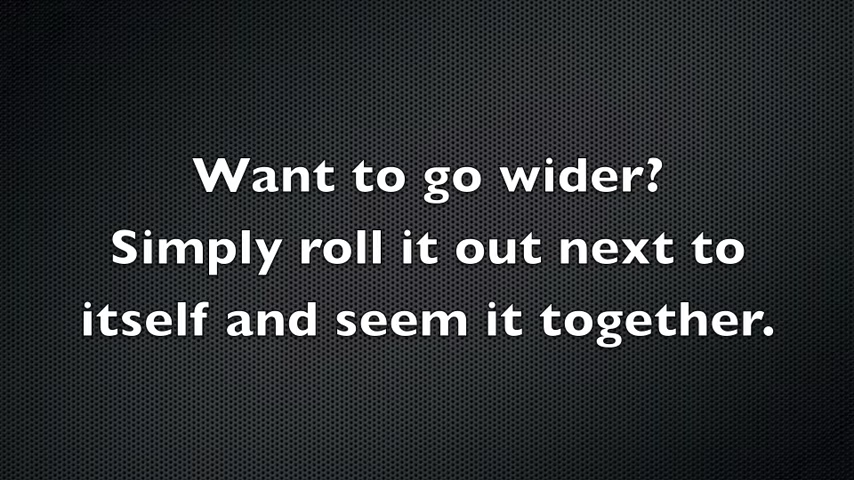 Want to go wider?
Simply roll it out next to
itself and seem it together.